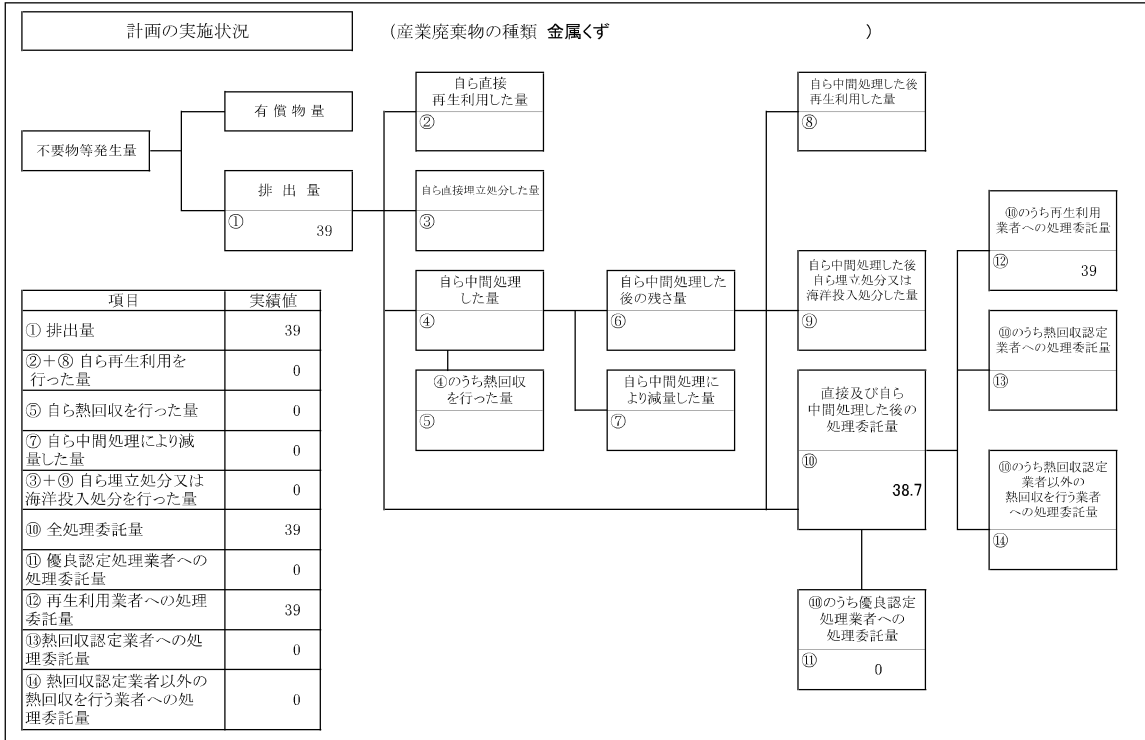 計画の実施状況
(産業廃棄物の種類 金属くず )
不要物等発生量
有償物量
排出量
①
39
自ら直接
再生利用した量
②
自ら直接埋立処分した量
③
自ら中間処理
した量
④
④のうち熱回収
を行った量
⑤
自ら中間処理した
後の残さ量
⑥
自ら中間処理に
より減量した量
⑦
自ら中間処理した後
再生利用した量
⑧
自ら中間処理した後
自ら埋立処分又は
海洋投入処分した量
⑨
直接及び自ら
中間処理した後の
処理委託量
⑩
38.7
⑩のうち優良認定
処理業者への
処理委託量
⑪
0
⑩のうち再生利用
業者への処理委託量
⑫
39
⑩のうち熱回収認定
業者への処理委託量
⑬
⑩のうち熱回収認定
業者以外の
熱回収を行う業者
への処理委託量
⑭
項目 実績値
① 排出量 39
②+⑧ 自ら再生利用を
行った量 0
⑤ 自ら熱回収を行った量 0
⑦ 自ら中間処理により減
量した量 0
③+⑨ 自ら埋立処分又は
海洋投入処分を行った量 0
⑩ 全処理委託量 39
⑪ 優良認定処理業者への
処理委託量 0
⑫ 再生利用業者への処理
委託量 39
⑬熱回収認定業者への処
理委託量 0
⑭ 熱回収認定業者以外の
熱回収を行う業者への処
理委託量 0